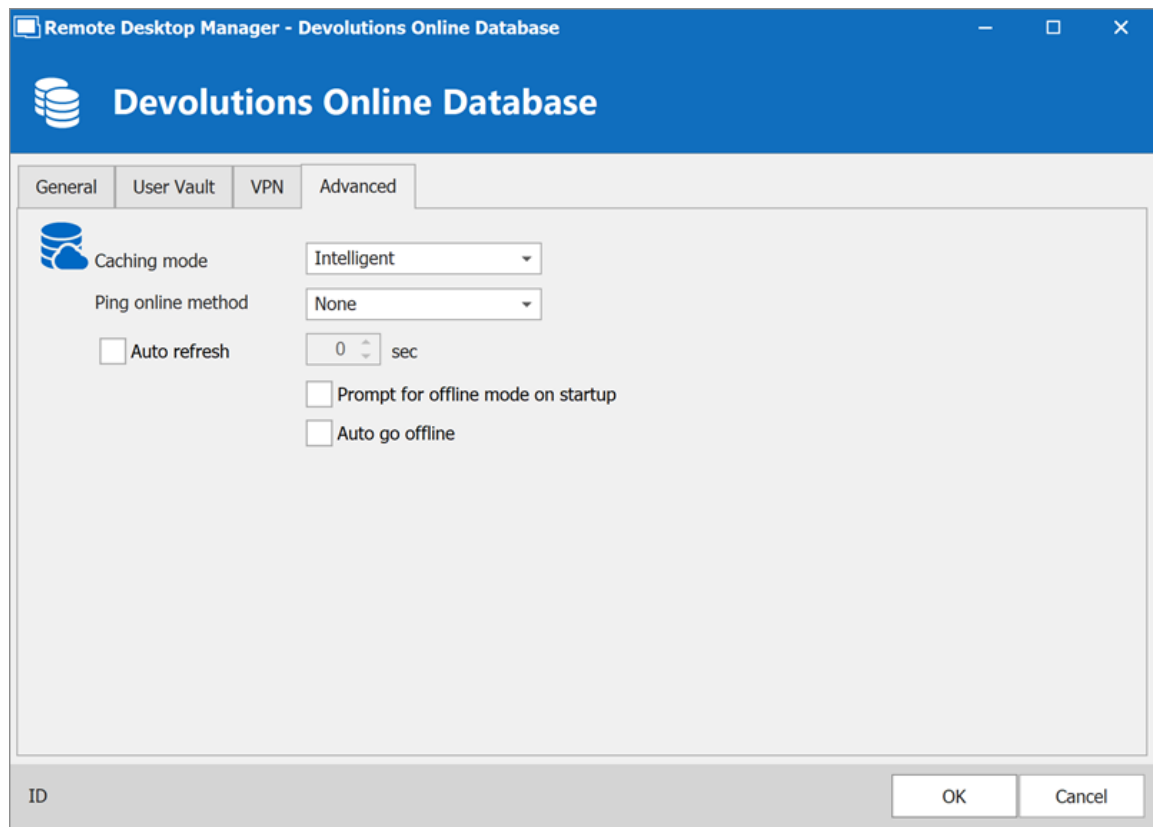 Remote Desktop Manager - Devolutions Online Database
Devolutions Online Database
General User Vault VPN Advanced
Caching mode Intelligent
Ping online method None
Auto refresh 0 sec
Prompt for offline mode on startup
Auto go offline
ID OK Cancel